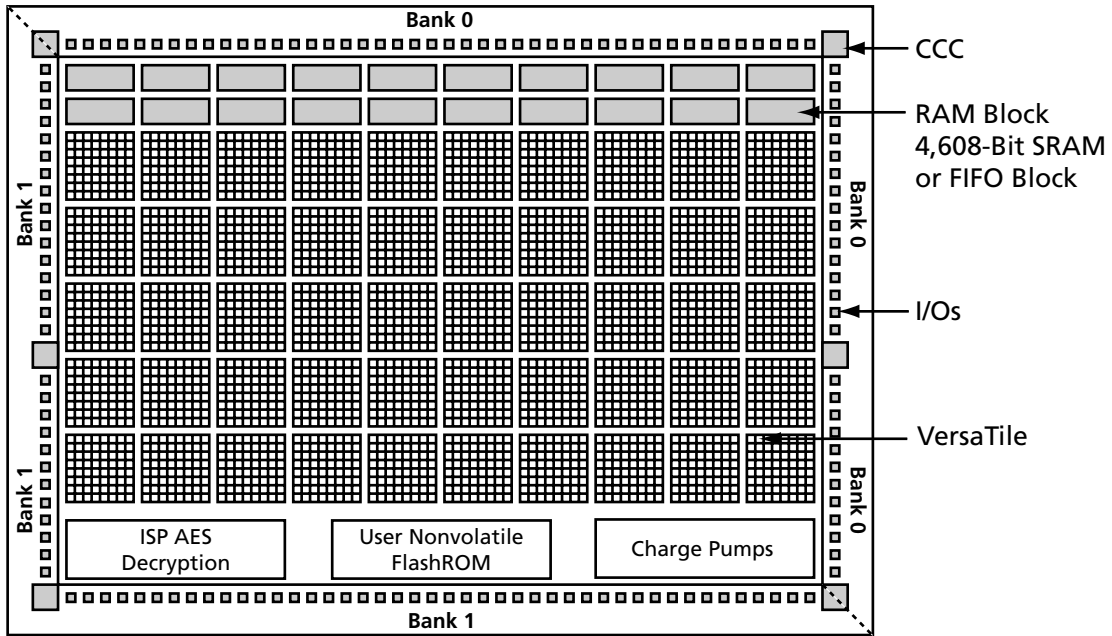 Bank 0
CCC
RAM Block
4,608-Bit SRAM
or FIFO Block
Bank 1
Bank 0
I/Os
VersaTile
Bank 1
Bank 0
ISP AES
Decryption
User Nonvolatile
FlashROM
Charge Pumps
Bank 1